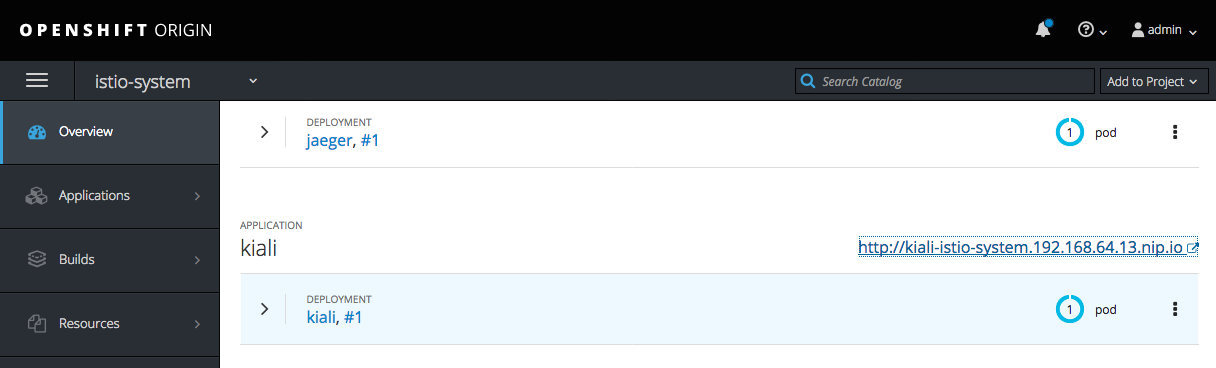 OPENSHIFT ORIGIN
admin
istio-system
Search Catalog
Add to Project
Overview
Applications
Builds
Resources
DEPLOYMENT
jaeger, #1
1 pod
APPLICATION
kiali
http://kiali-istio-system.192.168.64.13.nip.io
DEPLOYMENT
kiali, #1
1 pod